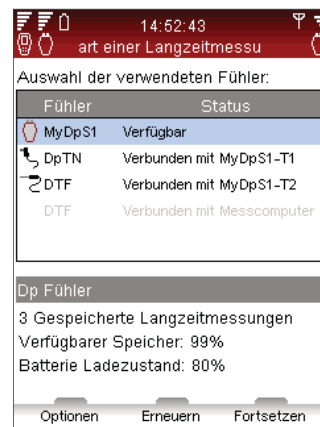 14:52:43
art einer Langzeitmessu
Auswahl der verwendeten Fühler:
Fühler Status
MyDpS1 Verfügbar
DpTN Verbunden mit MyDpS1-T1
DTF Verbunden mit MyDpS1-T2
DTF Verbunden mit Messcomputer
Dp Fühler
3 Gespeicherte Langzeitmessungen
Verfügbarer Speicher: 99%
Batterie Ladezustand: 80%
Optionen Erneuern Fortsetzen